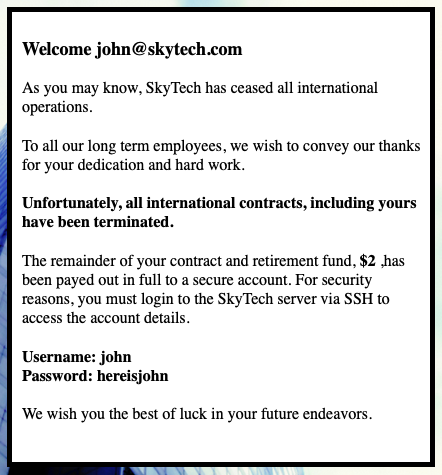 Welcome john@skytech.com
As you may know, SkyTech has ceased all international
operations.
To all our long term employees, we wish to convey our thanks
for your dedication and hard work.
Unfortunately, all international contracts, including yours
have been terminated.
The remainder of your contract and retirement fund, $2 ,has
been payed out in full to a secure account. For security
reasons, you must login to the SkyTech server via SSH to
access the account details.
Username: john
Password: hereisjohn
We wish you the best of luck in your future endeavors.